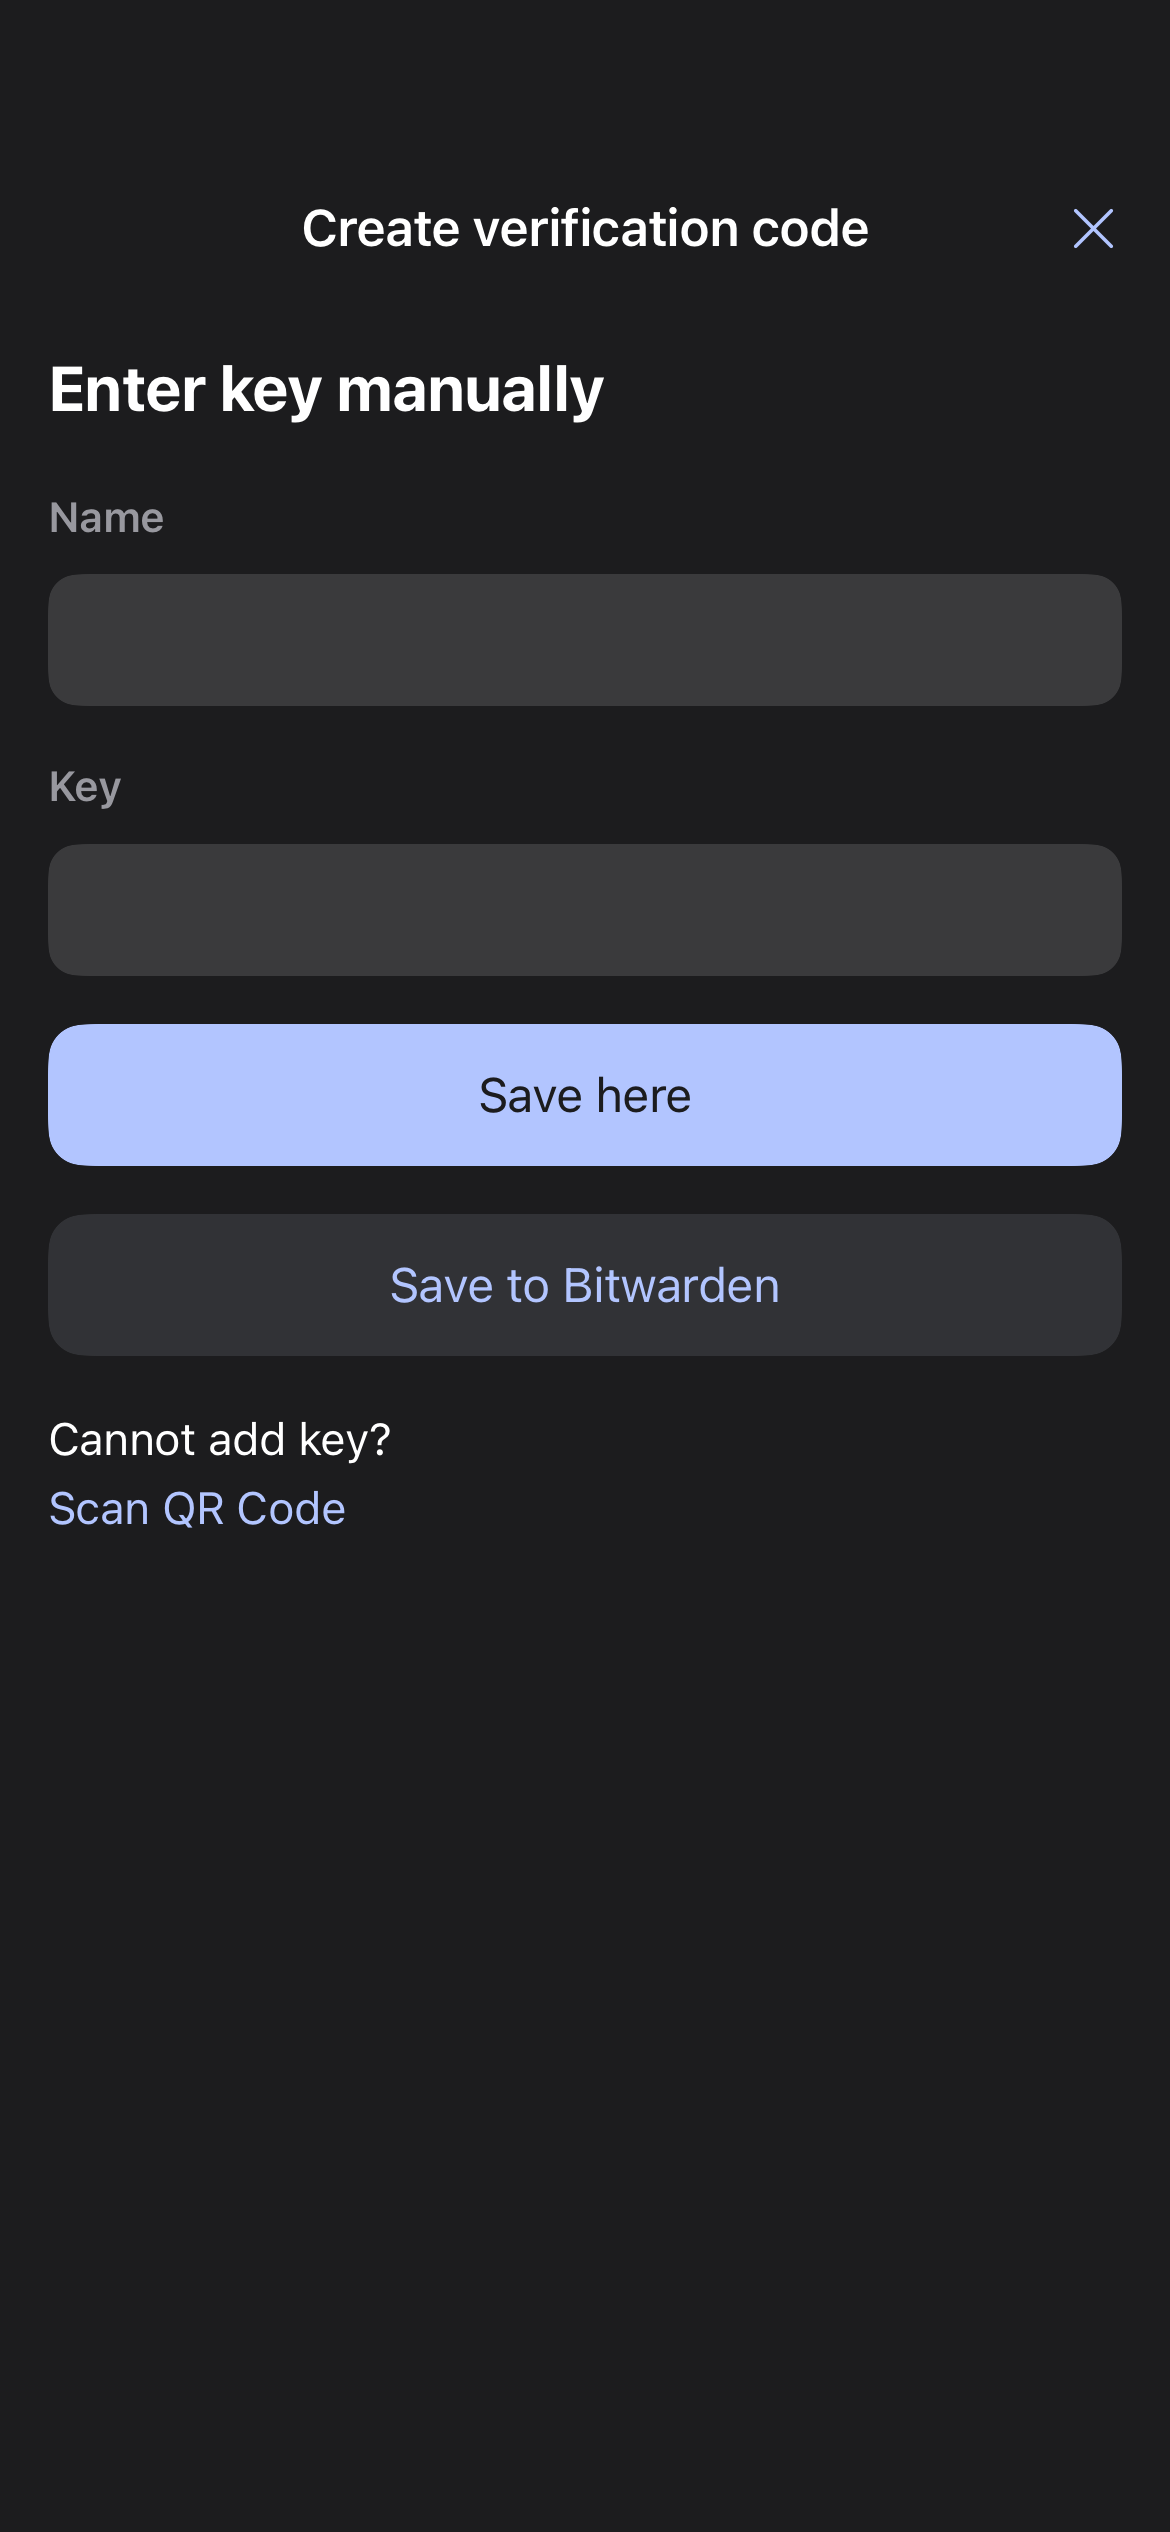 Create verification code
Enter key manually
Name
Key
Save here
Save to Bitwarden
Cannot add key?
Scan QR Code